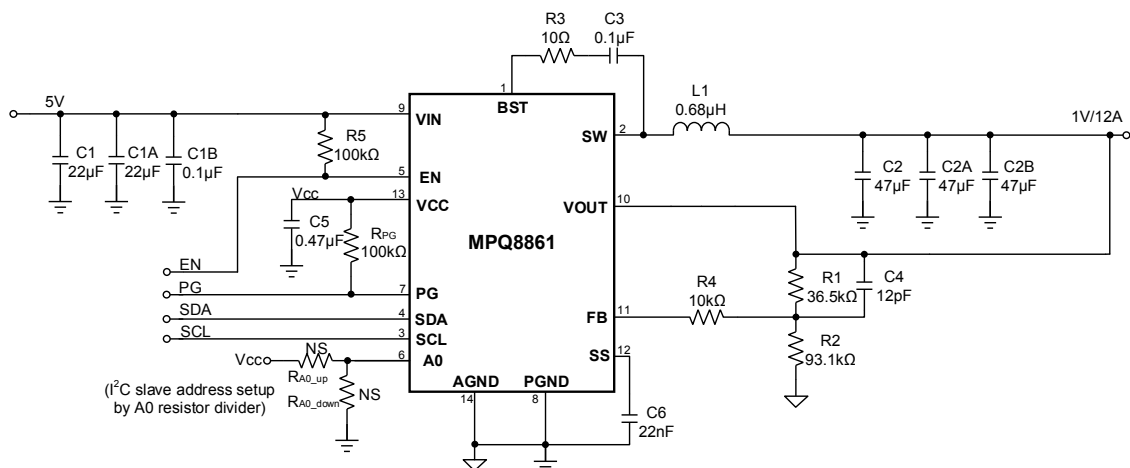 R3
10Ω
C3
0.1µF
1
BST
5V
9
VIN
L1
0.68µH
1V/12A
SW
2
R5
100kΩ
C1
22µF
C1A
22µF
C1B
0.1µF
C2
47µF
C2A
47µF
C2B
47µF
5
EN
Vcc
13
VCC
VOUT
10
C5
0.47µF
RPG
100kΩ
MPQ8861
EN
PG
7
PG
R4
10kΩ
R1
36.5kΩ
C4
12pF
SDA
4
SDA
FB
11
SCL
3
SCL
R2
93.1kΩ
Vcc
NS
6
A0
SS
12
RA0_up
(I²C slave address setup
by A0 resistor divider)
RA0_down
NS
AGND
14
PGND
8
C6
22nF